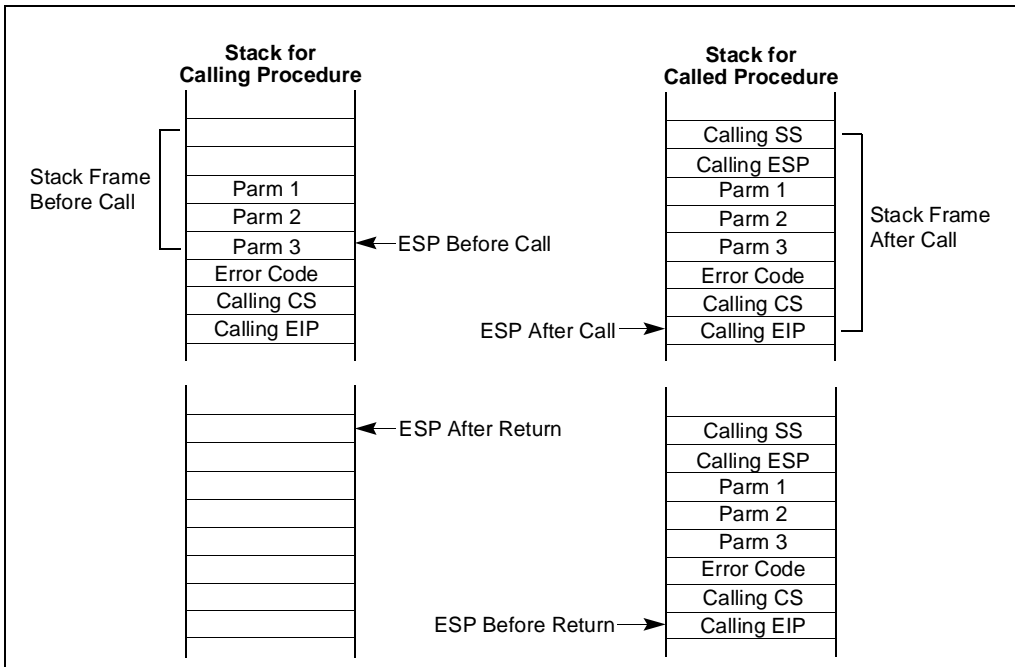 Stack for
Calling Procedure
Stack Frame
Before Call
Parm 1
Parm 2
Parm 3
Error Code
Calling CS
Calling EIP
ESP Before Call
Stack for
Called Procedure
Calling SS
Calling ESP
Parm 1
Parm 2
Parm 3
Error Code
Calling CS
Calling EIP
ESP After Call
Stack Frame
After Call
ESP After Return
Calling SS
Calling ESP
Parm 1
Parm 2
Parm 3
Error Code
Calling CS
Calling EIP
ESP Before Return